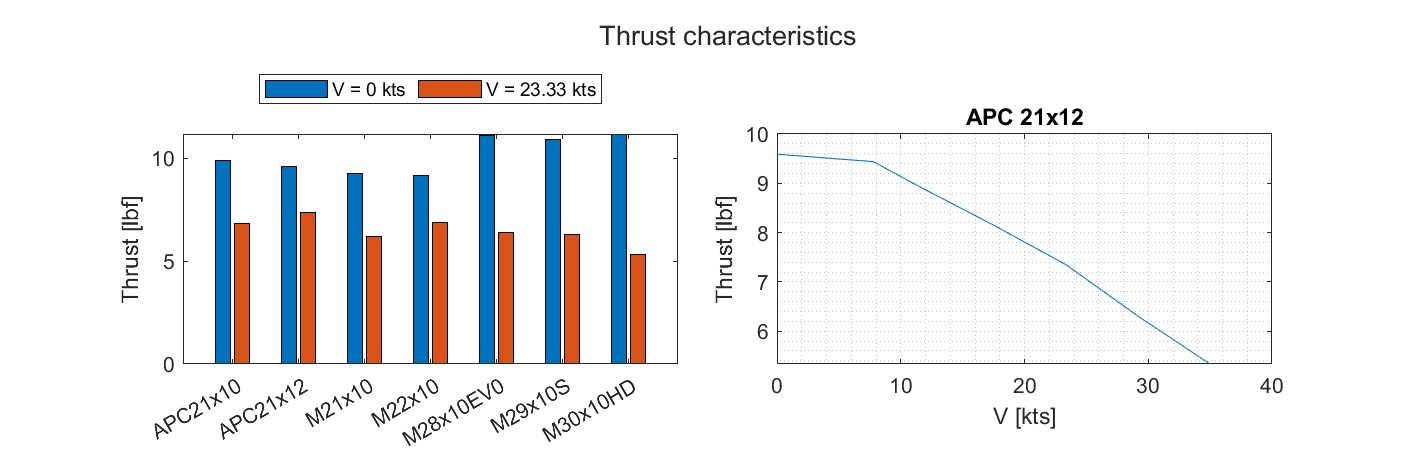 Thrust characteristics
V = 0 kts V = 23.33 kts
10
5
0
Thrust [lbf]
APC21x10
APC21x12
M21x10
M22x10
M28x10EV0
M29x10S
M30x10HD
APC 21x12
10
9
8
7
6
Thrust [lbf]
0 10 20 30 40
V [kts]